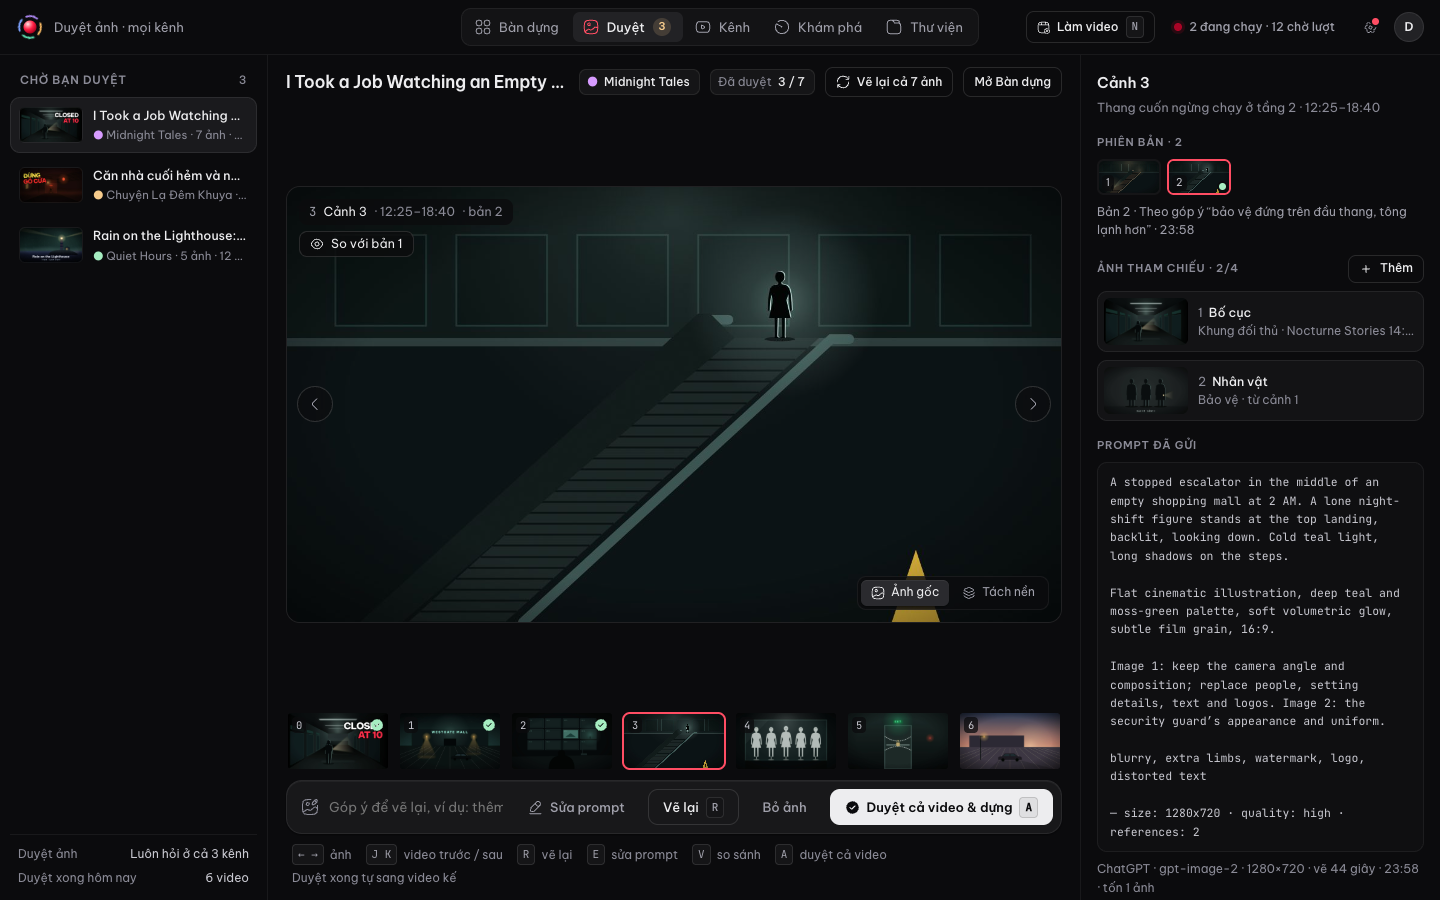 Duyệt ảnh · mọi kênh
Bàn dựng
Duyệt 3
Kênh
Khám phá
Thư viện
Làm video N
2 đang chạy · 12 chờ lượt
D
CHỜ BẠN DUYỆT 3
CLOSED
AT 10
I Took a Job Watching ...
Midnight Tales · 7 ảnh · ...
ĐỪNG
GÕ CỬA
Căn nhà cuối hẻm và n...
Chuyện Lạ Đêm Khuya ·...
Rain on the Lighthouse
Rain on the Lighthouse:...
Quiet Hours · 5 ảnh · 12 ...
Duyệt ảnh Luôn hỏi ở cả 3 kênh
Duyệt xong hôm nay 6 video
I Took a Job Watching an Empty ...
Midnight Tales
Đã duyệt 3 / 7
Vẽ lại cả 7 ảnh
Mở Bàn dựng
3 Cảnh 3 · 12:25–18:40 · bản 2
So với bản 1
Ảnh gốc
Tách nền
0
CLOSED
AT 10
1
WESTGATE MALL
2
3
4
5
6
Góp ý để vẽ lại, ví dụ: thêm
Sửa prompt
Vẽ lại R
Bỏ ảnh
Duyệt cả video & dựng A
← → ảnh
J K video trước / sau
R vẽ lại
E sửa prompt
V so sánh
A duyệt cả video
Duyệt xong tự sang video kế
Cảnh 3
Thang cuốn ngừng chạy ở tầng 2 · 12:25–18:40
PHIÊN BẢN · 2
1
2
Bản 2 · Theo góp ý “bảo vệ đứng trên đầu thang, tông
lạnh hơn” · 23:58
ẢNH THAM CHIẾU · 2/4
Thêm
1 Bố cục
Khung đối thủ · Nocturne Stories 14:...
2 Nhân vật
Bảo vệ · từ cảnh 1
PROMPT ĐÃ GỬI
A stopped escalator in the middle of an
empty shopping mall at 2 AM. A lone night-
shift figure stands at the top landing,
backlit, looking down. Cold teal light,
long shadows on the steps.
Flat cinematic illustration, deep teal and
moss-green palette, soft volumetric glow,
subtle film grain, 16:9.
Image 1: keep the camera angle and
composition; replace people, setting
details, text and logos. Image 2: the
security guard’s appearance and uniform.
blurry, extra limbs, watermark, logo,
distorted text
— size: 1280x720 · quality: high ·
references: 2
ChatGPT · gpt-image-2 · 1280×720 · vẽ 44 giây · 23:58
· tốn 1 ảnh